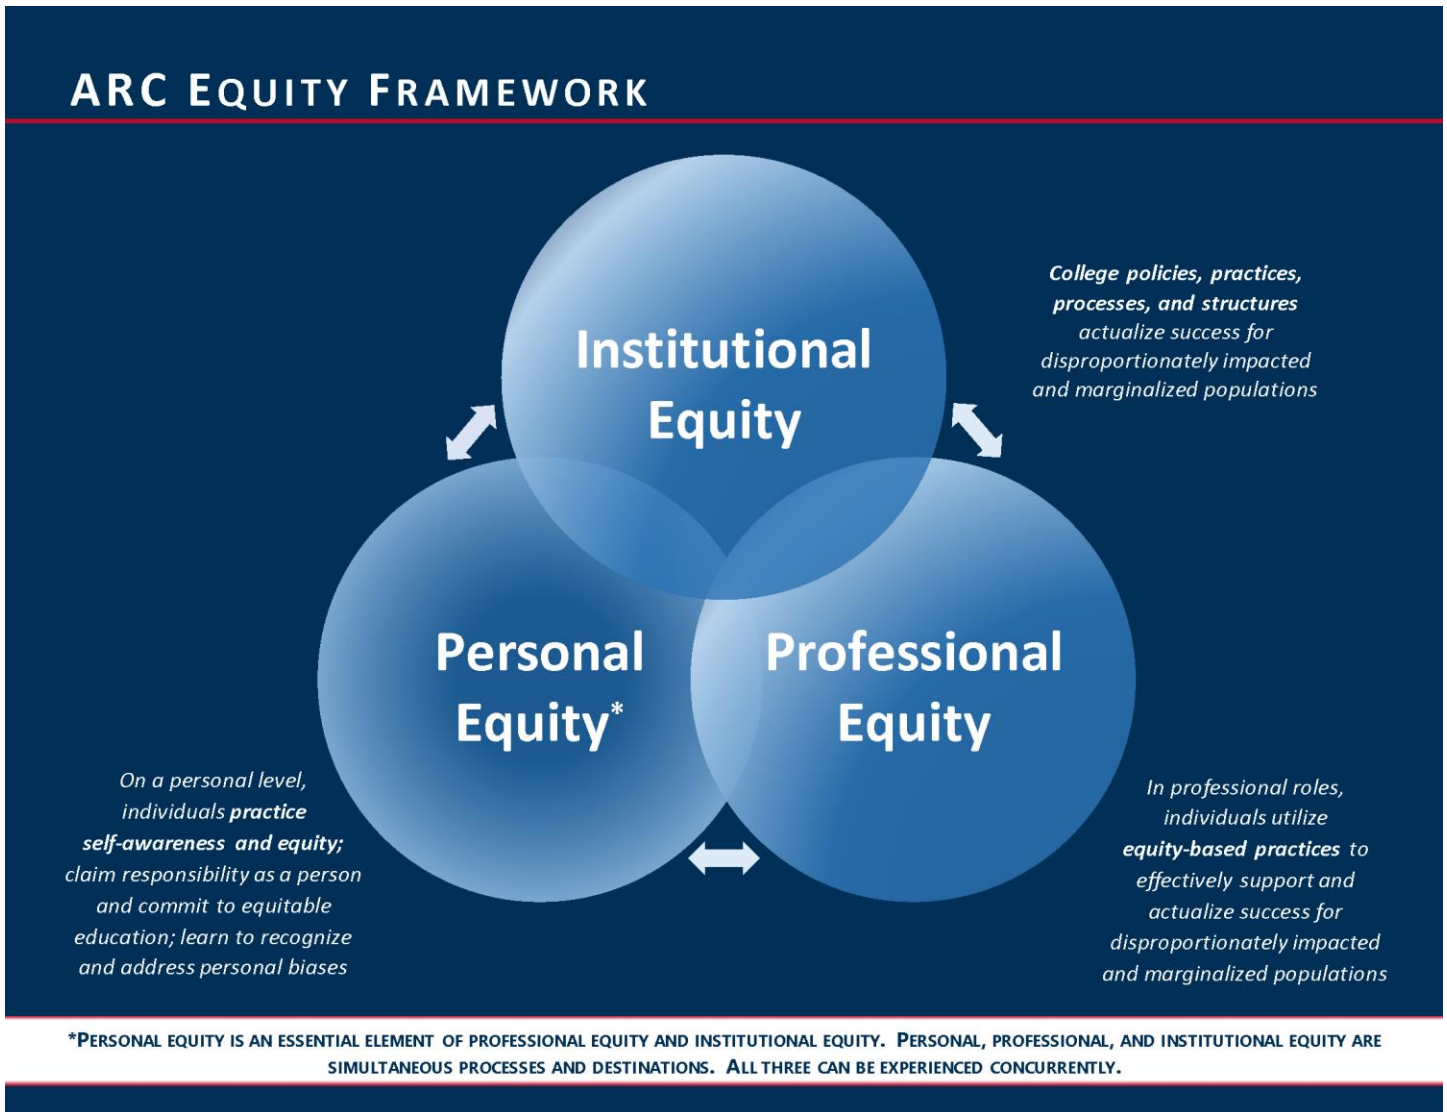 ARC EQUITY FRAMEWORK
Institutional
Equity
College policies, practices,
processes, and structures
actualize success for
disproportionately impacted
and marginalized populations
Personal
Equity*
Professional
Equity
On a personal level,
individuals practice
self-awareness and equity;
claim responsibility as a person
and commit to equitable
education; learn to recognize
and address personal biases
In professional roles,
individuals utilize
equity-based practices to
effectively support and
actualize success for
disproportionately impacted
and marginalized populations
*PERSONAL EQUITY IS AN ESSENTIAL ELEMENT OF PROFESSIONAL EQUITY AND INSTITUTIONAL EQUITY. PERSONAL, PROFESSIONAL, AND INSTITUTIONAL EQUITY ARE
SIMULTANEOUS PROCESSES AND DESTINATIONS. ALL THREE CAN BE EXPERIENCED CONCURRENTLY.